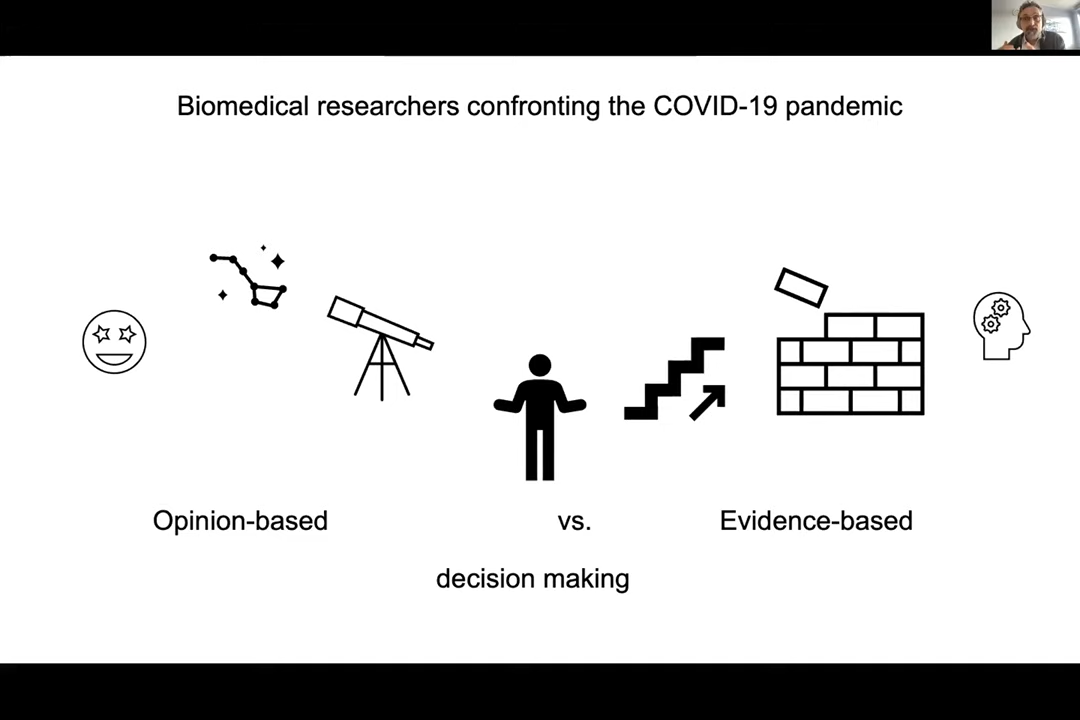 Biomedical researchers confronting the COVID-19 pandemic
Opinion-based vs. Evidence-based
decision making